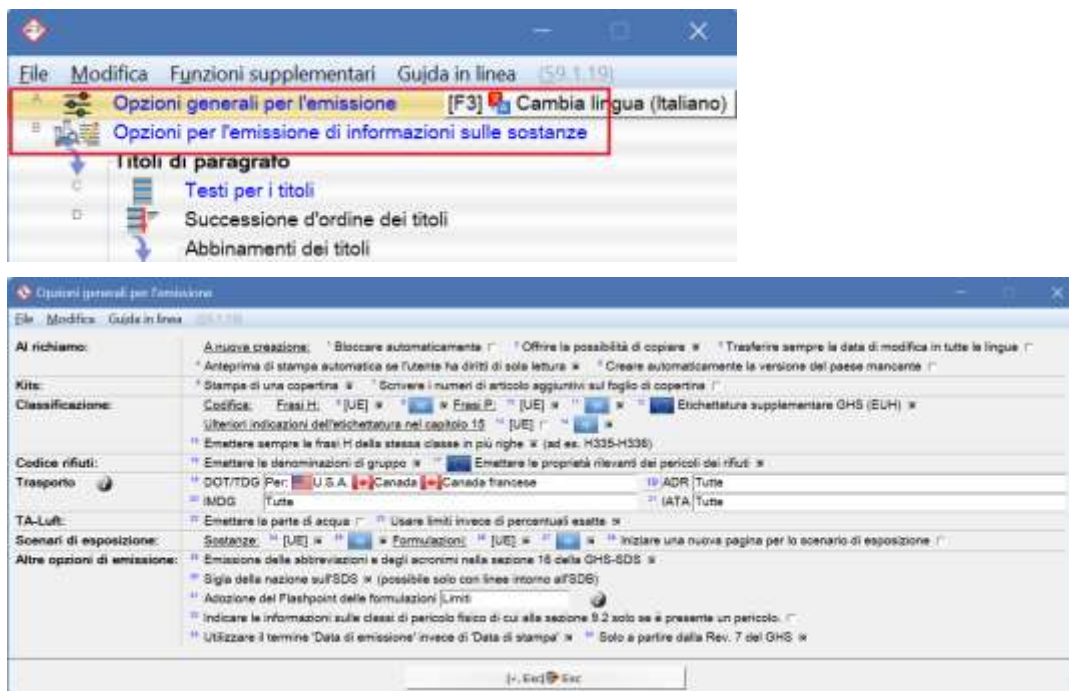 File Modifica Funzioni supplementari Guida in linea (59.1.19)
A Opzioni generali per l'emissione [F3] Cambia lingua (Italiano)
B Opzioni per l'emissione di informazioni sulle sostanze
Titoli di paragrafo
C Testi per i titoli
D Successione d'ordine dei titoli
Abbinamenti dei titoli
Opzioni generali per l'emissione
File Modifica Guida in linea
Al richiamo: A nuova creazione: Bloccare automaticamente Offrire la possibilità di copiare Trasferire sempre la data di modifica in tutte le lingue
Anteprima di stampa automatica se l'utente ha diritti di sola lettura Creare automaticamente la versione del paese mancante
Kits: Stampa di una copertina Scrivere i numeri di articolo aggiuntivi sul foglio di copertina
Classificazione: Codifica: Frasi H: [UE] Frasi P: [UE] Etichettatura supplementare GHS (EUH)
Ulteriori indicazioni dell'etichettatura nel capitolo 15 [UE]
Emettere sempre le frasi H della stessa classe in più righe (ad es. H335-H336)
Codice rifiuti: Emettere le denominazioni di gruppo Emettere le proprietà rilevanti dei pericoli dei rifiuti
Trasporto DOT/TDG Per: U.S.A. Canada Canada francese 19 ADR Tutte
IMDG Tutte 21 IATA Tutte
TA-Luft: Emettere la parte di acqua Usare limiti invece di percentuali esatte
Scenari di esposizione: Sostanze: [UE] Formulazioni: [UE] Iniziare una nuova pagina per lo scenario di esposizione
Altre opzioni di emissione: Emissione delle abbreviazioni e degli acronimi nella sezione 16 della GHS-SDS
Sigla della nazione sull'SDS (possibile solo con linee intorno all'SDB)
Adozione del Flashpoint delle formulazioni Limiti
Indicare le informazioni sulle classi di pericolo fisico di cui alla sezione 9.2 solo se è presente un pericolo.
Utilizzare il termine 'Data di emissione' invece di 'Data di stampa' Solo a partire dalla Rev. 7 del GHS
[-, Esc] Esc